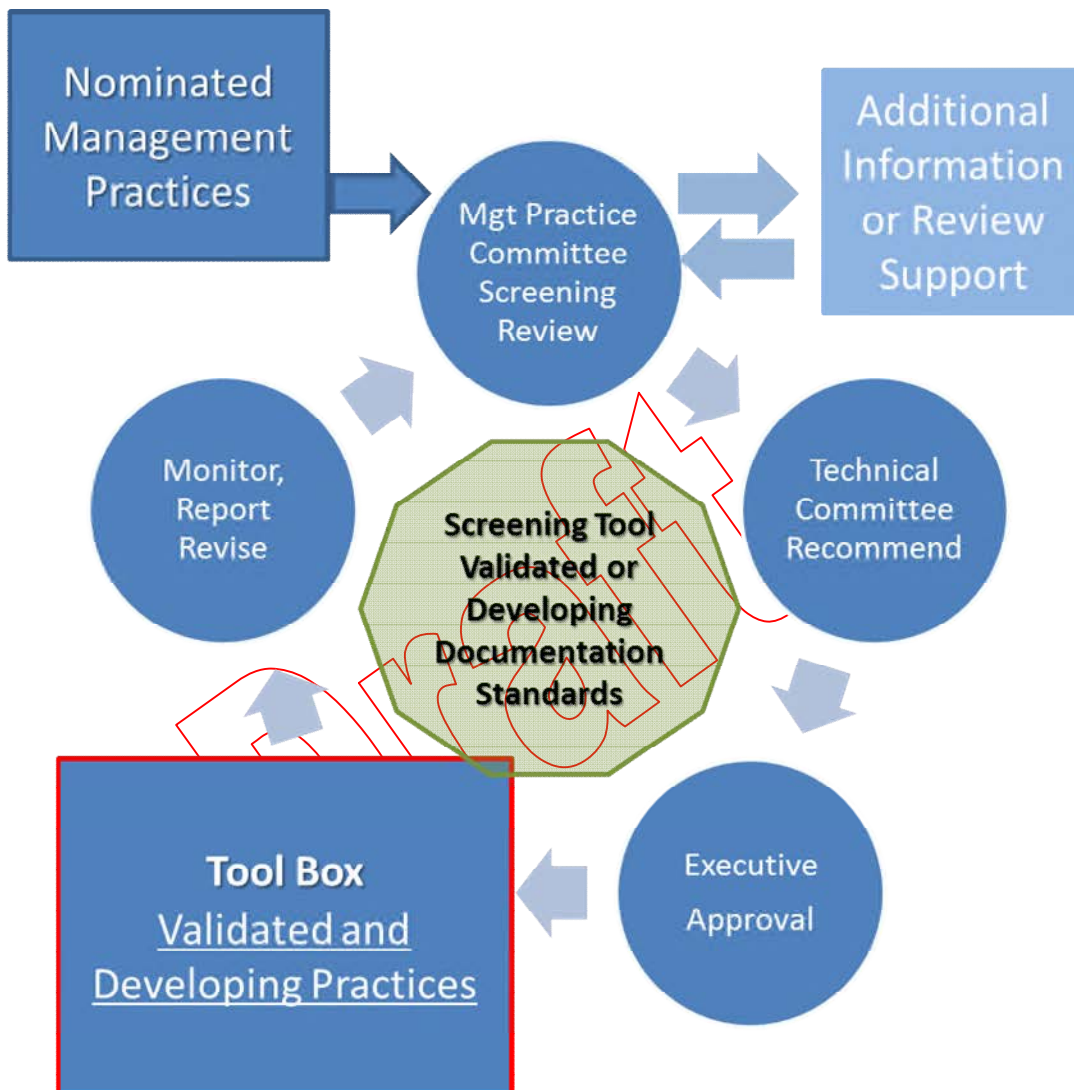 Nominated
Management
Practices
Additional
Information
or Review
Support
Mgt Practice
Committee
Screening
Review
Monitor,
Report
Revise
Technical
Committee
Recommend
Screening Tool
Validated or
Developing
Documentation
Standards
Draft
Tool Box
Validated and
Developing Practices
Executive
Approval